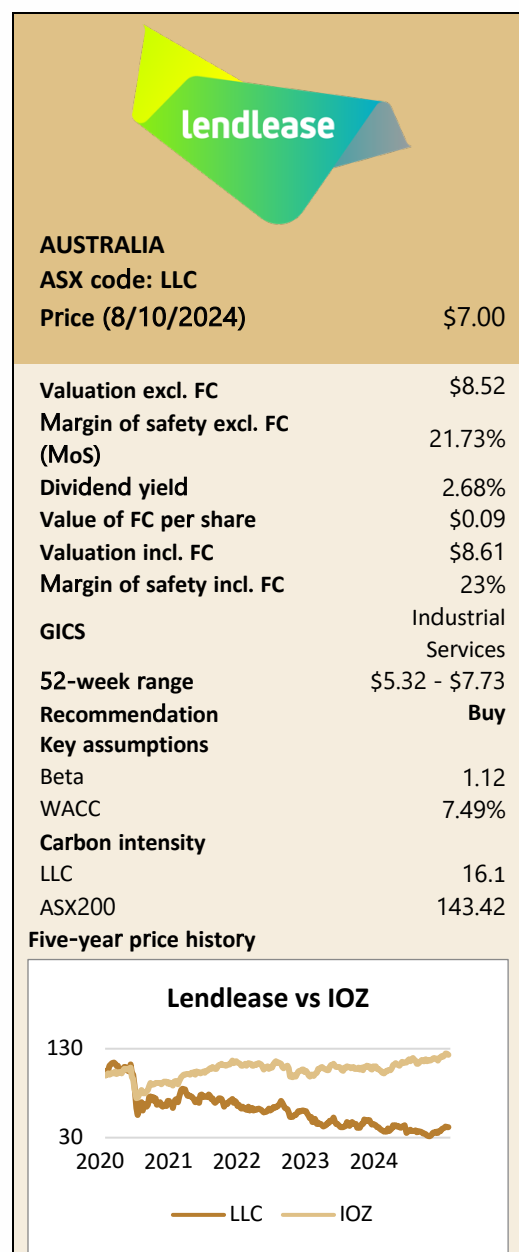 lendlease
AUSTRALIA
ASX code: LLC
Price (8/10/2024) $7.00
Valuation excl. FC $8.52
Margin of safety excl. FC
(MoS) 21.73%
Dividend yield 2.68%
Value of FC per share $0.09
Valuation incl. FC $8.61
Margin of safety incl. FC 23%
GICS Industrial
Services
52-week range $5.32 - $7.73
Recommendation Buy
Key assumptions
Beta 1.12
WACC 7.49%
Carbon intensity
LLC 16.1
ASX200 143.42
Five-year price history
Lendlease vs IOZ
130
30
2020 2021 2022 2023 2024
LLC IOZ